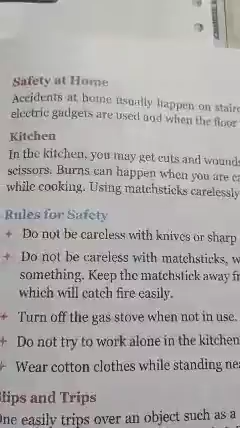 Safety at Home
Accidents at home usually happen on stairs
electric gadgets are used and when the floor
Kitchen
In the kitchen, you may get cuts and wounds
scissors. Burns can happen when you are
while cooking. Using matchsticks carelessly
Rules for Safety
+ Do not be careless with knives or sharp
+ Do not be careless with matchsticks, w
something. Keep the matchstick away fr
which will catch fire easily.
+ Turn off the gas stove when not in use.
+ Do not try to work alone in the kitchen
+ Wear cotton clothes while standing nea
Slips and Trips
One easily trips over an object such as a